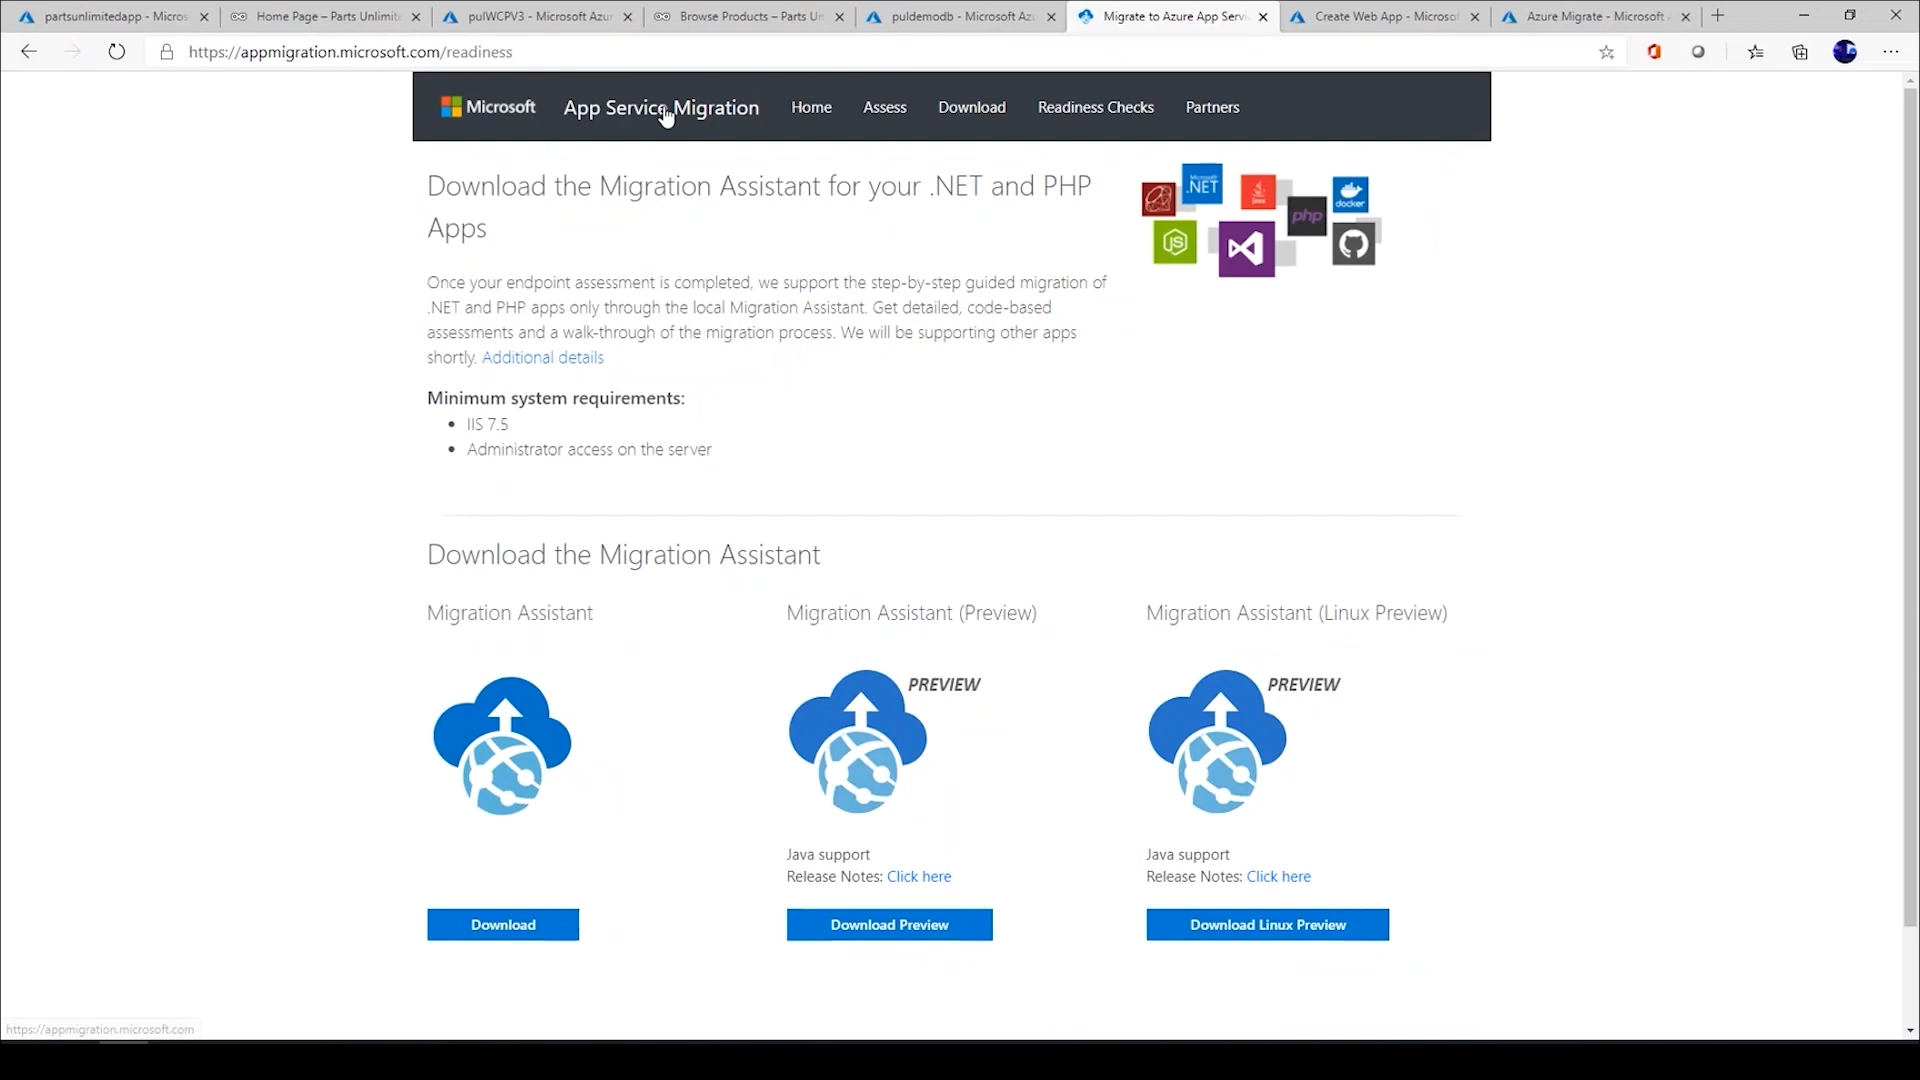 partsunlimitedapp - Micros
Home Page – Parts Unlimite
pulWCPV3 - Microsoft Azur
Browse Products – Parts Un
puldemodb - Microsoft Az
Migrate to Azure App Servi
Create Web App - Microsof
Azure Migrate - Microsoft
https://appmigration.microsoft.com/readiness
Microsoft
App Service Migration
Home
Assess
Download
Readiness Checks
Partners
Download the Migration Assistant for your .NET and PHP
Apps
Microsoft
.NET
Java
php
docker
JS
Once your endpoint assessment is completed, we support the step-by-step guided migration of
.NET and PHP apps only through the local Migration Assistant. Get detailed, code-based
assessments and a walk-through of the migration process. We will be supporting other apps
shortly. Additional details
Minimum system requirements:
• IIS 7.5
• Administrator access on the server
Download the Migration Assistant
Migration Assistant
Migration Assistant (Preview)
Migration Assistant (Linux Preview)
PREVIEW
PREVIEW
Java support
Release Notes: Click here
Java support
Release Notes: Click here
Download
Download Preview
Download Linux Preview
https://appmigration.microsoft.com